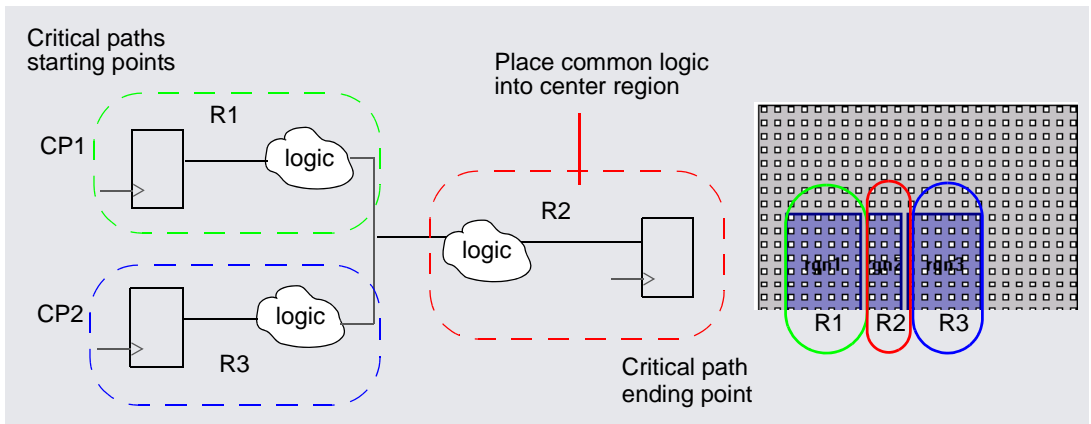 Critical paths
starting points
R1
CP1
logic
Place common logic
into center region
R2
logic
CP2
logic
R3
Critical path
ending point
rgn1
rgn2
rgn3
R1
R2
R3